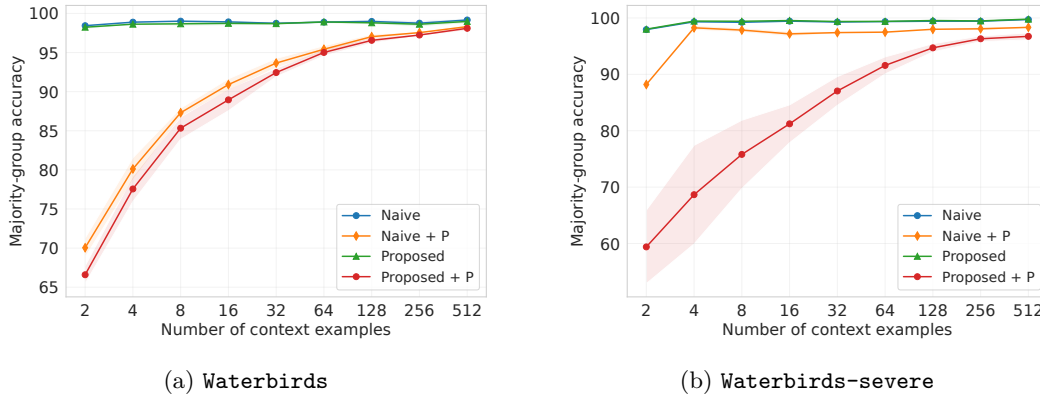 100
95
90
85
80
75
70
65
Majority-group accuracy
2 4 8 16 32 64 128 256 512
Number of context examples
Naive
Naive + P
Proposed
Proposed + P
(a) Waterbirds
100
90
80
70
60
Majority-group accuracy
2 4 8 16 32 64 128 256 512
Number of context examples
Naive
Naive + P
Proposed
Proposed + P
(b) Waterbirds-severe